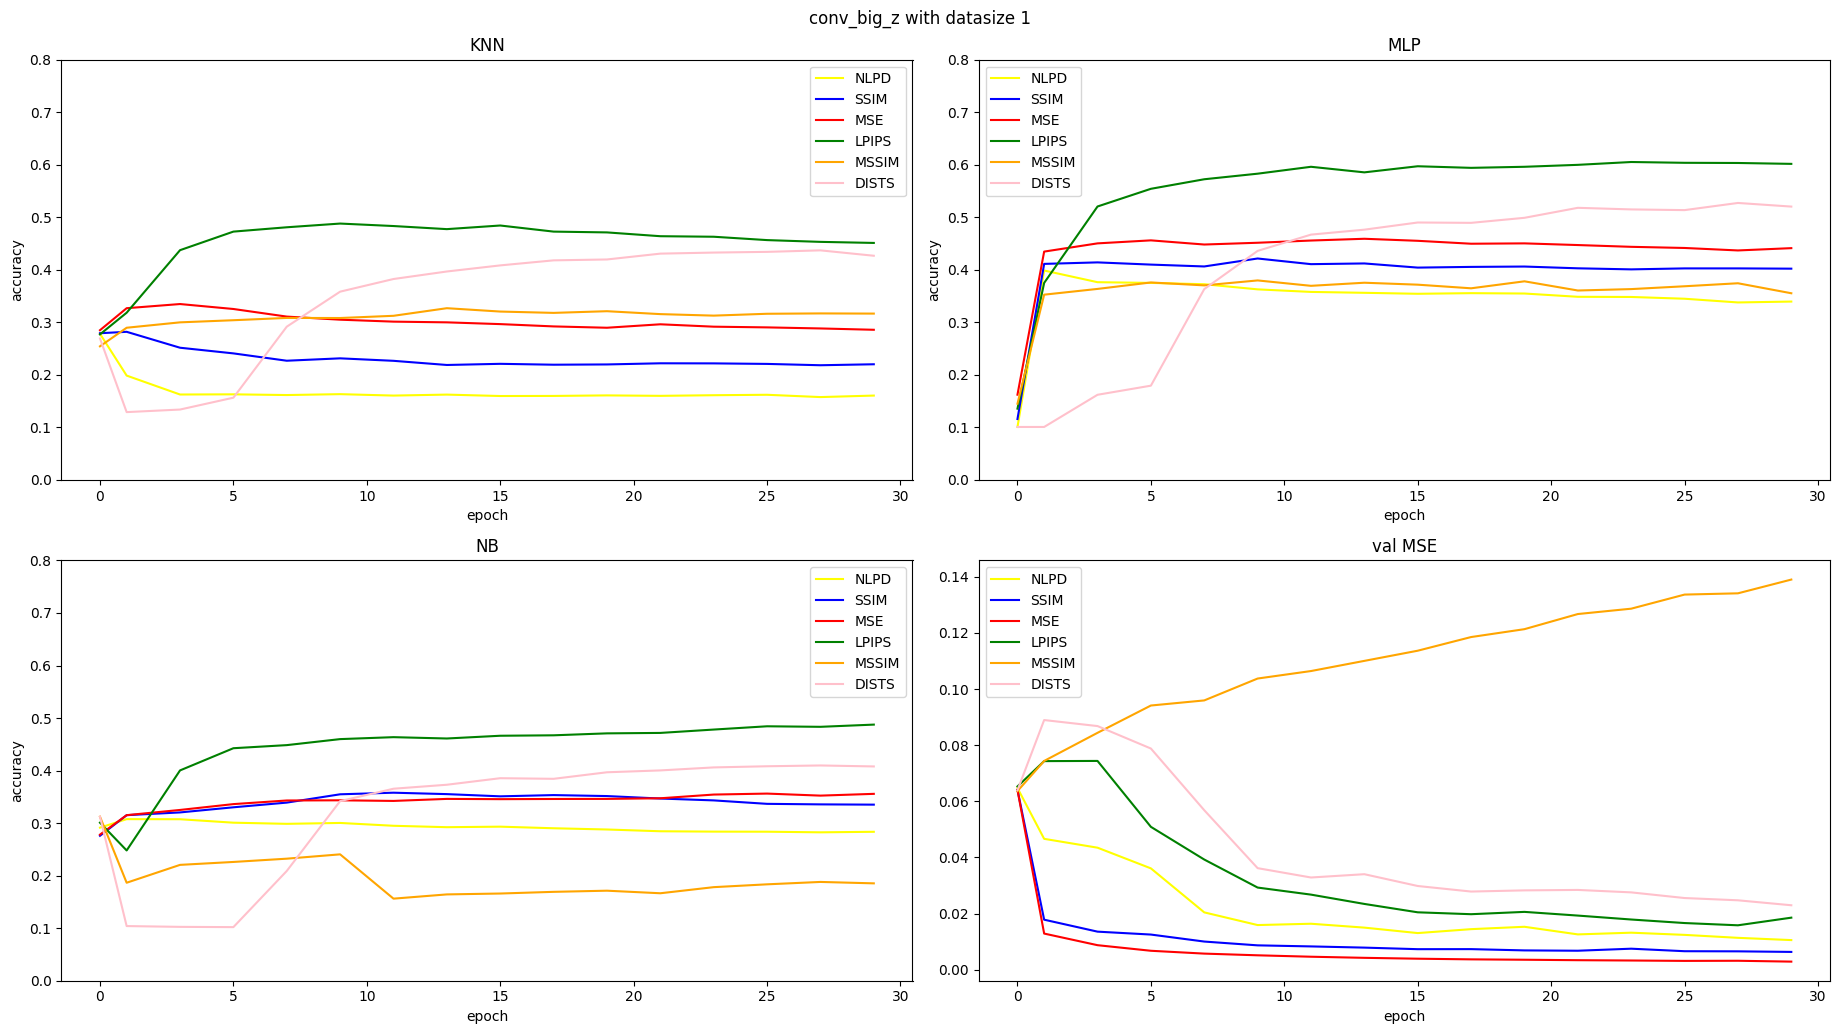 conv_big_z with datasize 1
KNN
accuracy
0.8
0.7
0.6
0.5
0.4
0.3
0.2
0.1
0.0
NLPD
SSIM
MSE
LPIPS
MSSIM
DISTS
0 5 10 15 20 25 30
epoch
MLP
accuracy
0.8
0.7
0.6
0.5
0.4
0.3
0.2
0.1
0.0
NLPD
SSIM
MSE
LPIPS
MSSIM
DISTS
0 5 10 15 20 25 30
epoch
NB
accuracy
0.8
0.7
0.6
0.5
0.4
0.3
0.2
0.1
0.0
NLPD
SSIM
MSE
LPIPS
MSSIM
DISTS
0 5 10 15 20 25 30
epoch
val MSE
0.14
0.12
0.10
0.08
0.06
0.04
0.02
0.00
NLPD
SSIM
MSE
LPIPS
MSSIM
DISTS
0 5 10 15 20 25 30
epoch